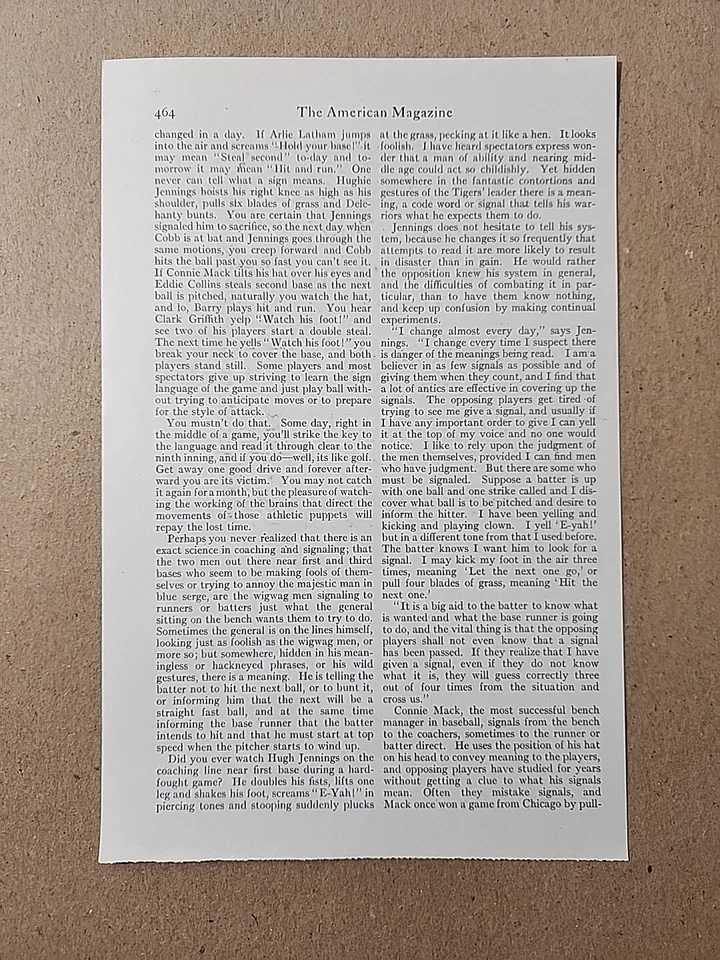 464
The American Magazine
changed in a day. If Arlie Latham jumps
into the air and screams "Hold your base!" it
may mean "Steal second" to-day and to-
morrow it may mean "Hit and run." One
never can tell what a sign means. Hughie
Jennings hoists his right knee as high as his
shoulder, pulls six blades of grass and Dele-
hanty bunts. You are certain that Jennings
signaled him to sacrifice, so the next day when
Cobb is at bat and Jennings goes through the
same motions, you creep forward and Cobb
hits the ball past you so fast you can't see it.
If Connie Mack tilts his hat over his eyes and
Eddie Collins steals second base as the next
ball is pitched, naturally you watch the hat,
and lo, Barry plays hit and run. You hear
Clark Griffith yelp "Watch his foot!" and
see two of his players start a double steal.
The next time he yells "Watch his foot!" you
break your neck to cover the base, and both
players stand still. Some players and most
spectators give up striving to learn the sign
language of the game and just play ball with-
out trying to anticipate moves or to prepare
for the style of attack.
You mustn't do that. Some day, right in
the middle of a game, you'll strike the key to
the language and read it through clear to the
ninth inning, and if you do—well, its like golf.
Get away one good drive and forever after-
ward you are its victim. You may not catch
it again for a month, but the pleasure of watch-
ing the working of the brains that direct the
movements of those athletic puppets will
repay the lost time.
Perhaps you never realized that there is an
exact science in coaching and signaling; that
the two men out there near first and third
bases who seem to be making fools of them-
selves or trying to annoy the majestic man in
blue serge, are the wigwag men signaling to
runners or batters just what the general
sitting on the bench wants them to try to do.
Sometimes the general is on the lines himself,
looking just as foolish as the wigwag men, or
more so; but somewhere, hidden in his mean-
ingless or hackneyed phrases, or his wild
gestures, there is a meaning. He is telling the
batter not to hit the next ball, or to bunt it,
or informing him that the next will be a
straight fast ball, and at the same time
informing the base runner that the batter
intends to hit and that he must start at top
speed when the pitcher starts to wind up.
Did you ever watch Hugh Jennings on the
coaching line near first base during a hard-
fought game? He doubles his fists, lifts one
leg and shakes his foot, screams "E-Yah!" in
piercing tones and stooping suddenly plucks
at the grass, pecking at it like a hen. It looks
foolish. I have heard spectators express won-
der that a man of ability and nearing mid-
dle age could act so childishly. Yet hidden
somewhere in the fantastic contortions and
gestures of the Tigers' leader there is a mean-
ing, a code word or signal that tells his war-
riors what he expects them to do.
Jennings does not hesitate to tell his sys-
tem, because he changes it so frequently that
attempts to read it are more likely to result
in disaster than in gain. He would rather
the opposition knew his system in general,
and the difficulties of combating it in par-
ticular, than to have them know nothing,
and keep up confusion by making continual
experiments.
"I change almost every day," says Jen-
nings. "I change every time I suspect there
is danger of the meanings being read. I am a
believer in as few signals as possible and of
giving them when they count, and I find that
a lot of antics are effective in covering up the
signals. The opposing players get tired of
trying to see me give a signal, and usually if
I have any important order to give I can yell
it at the top of my voice and no one would
notice. I like to rely upon the judgment of
the men themselves, provided I can find men
who have judgment. But there are some who
must be signaled. Suppose a batter is up
with one ball and one strike called and I dis-
cover what ball is to be pitched and desire to
inform the hitter. I have been yelling and
kicking and playing clown. I yell 'E-yah!'
but in a different tone from that I used before.
The batter knows I want him to look for a
signal. I may kick my foot in the air three
times, meaning 'Let the next one go,' or
pull four blades of grass, meaning 'Hit the
next one.'
"It is a big aid to the batter to know what
is wanted and what the base runner is going
to do, and the vital thing is that the opposing
players shall not even know that a signal
has been passed. If they realize that I have
given a signal, even if they do not know
what it is, they will guess correctly three
out of four times from the situation and
cross us."
Connie Mack, the most successful bench
manager in baseball, signals from the bench
to the coachers, sometimes to the runner or
batter direct. He uses the position of his hat
on his head to convey meaning to the players,
and opposing players have studied for years
without getting a clue to what his signals
mean. Often they mistake signals, and
Mack once won a game from Chicago by pull-